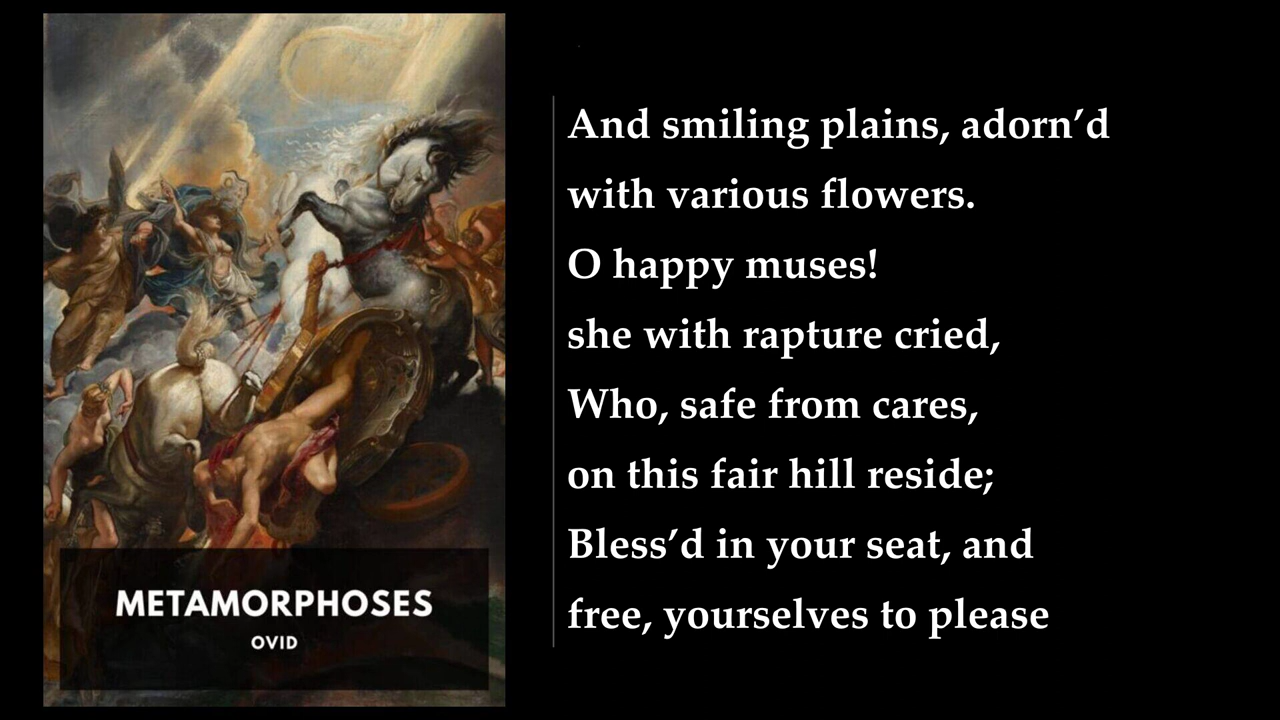 METAMORPHOSES
OVID
And smiling plains, adorn’d
with various flowers.
O happy muses!
she with rapture cried,
Who, safe from cares,
on this fair hill reside;
Bless’d in your seat, and
free, yourselves to please